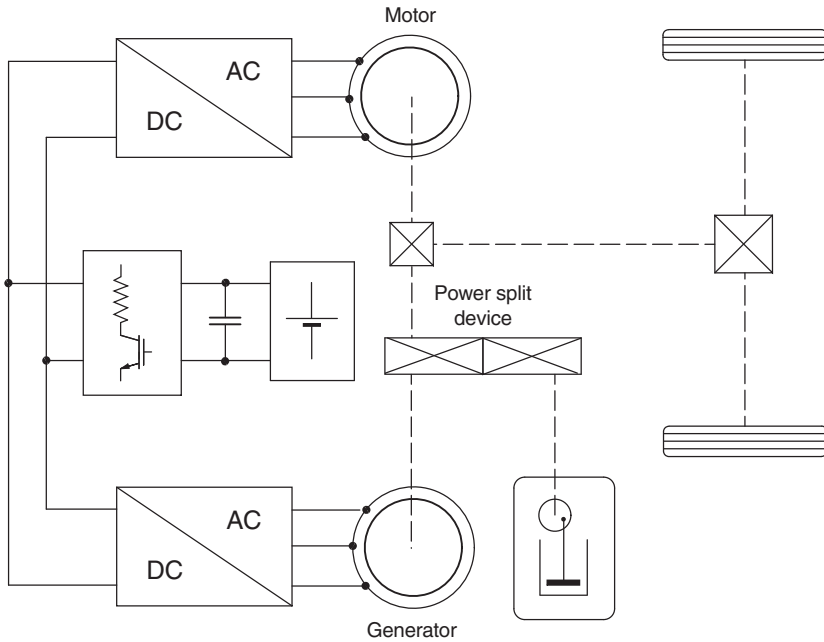 Motor
AC
DC
Power split
device
AC
DC
Generator